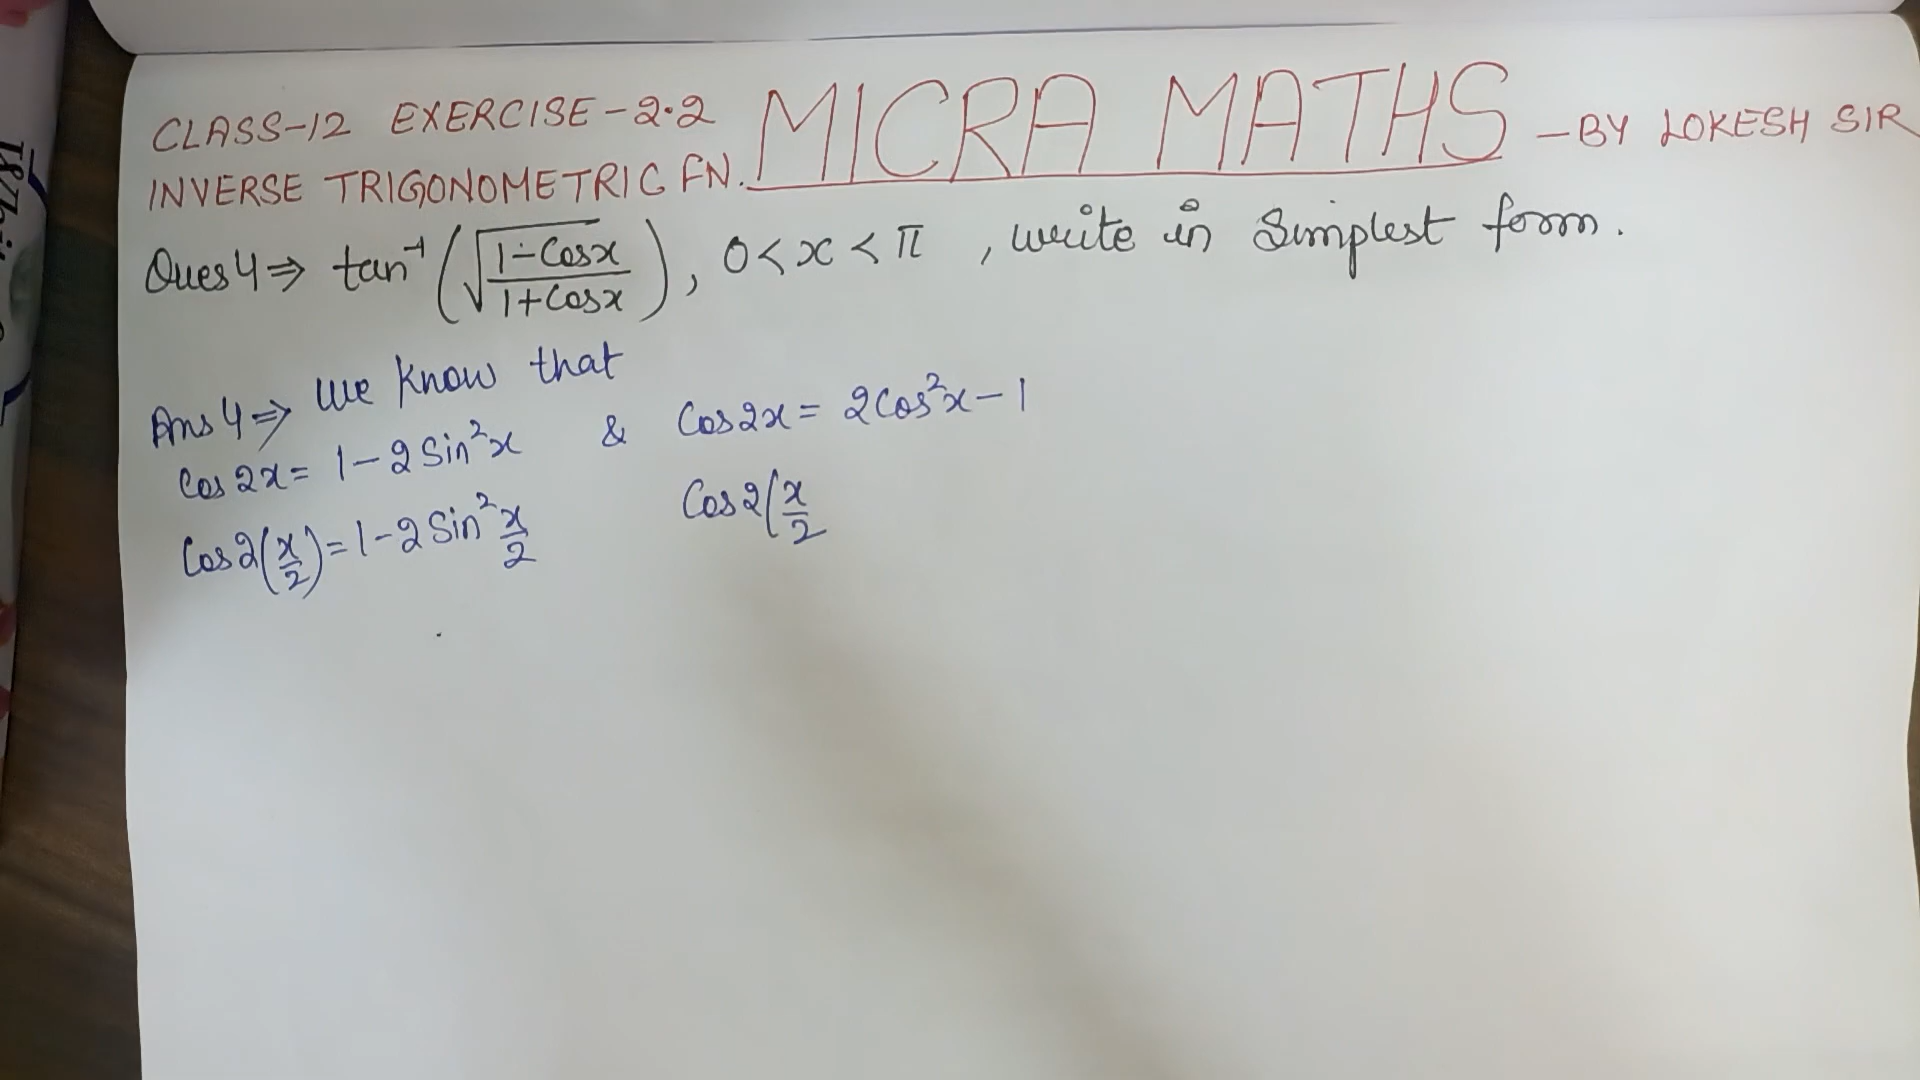 CLASS-12 EXERCISE-2.2 MICRA MATHS -BY LOKESH SIR
INVERSE TRIGONOMETRIC FN.
Ques 4⇒ tan⁻¹(√((1-Cosx)/(1+Cosx))), 0<x<π , write in Simplest form.
Ans 4⇒ We know that
Cos 2x = 1-2 Sin²x & Cos 2x = 2Cos²x-1
Cos 2(x/2) = 1-2 Sin² x/2 Cos 2(x/2